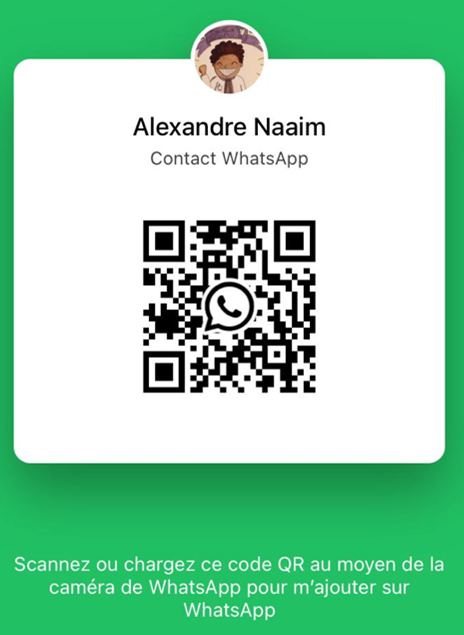 Alexandre Naaim
Contact WhatsApp
Scannez ou chargez ce code QR au moyen de la
caméra de WhatsApp pour m’ajouter sur
WhatsApp